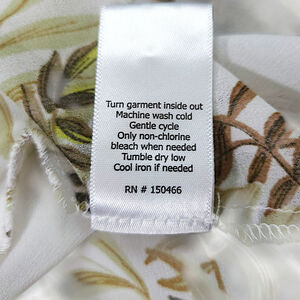 Turn garment inside out
Machine wash cold
Gentle cycle
Only non-chlorine
bleach when needed
Tumble dry low
Cool iron if needed
RN # 150466